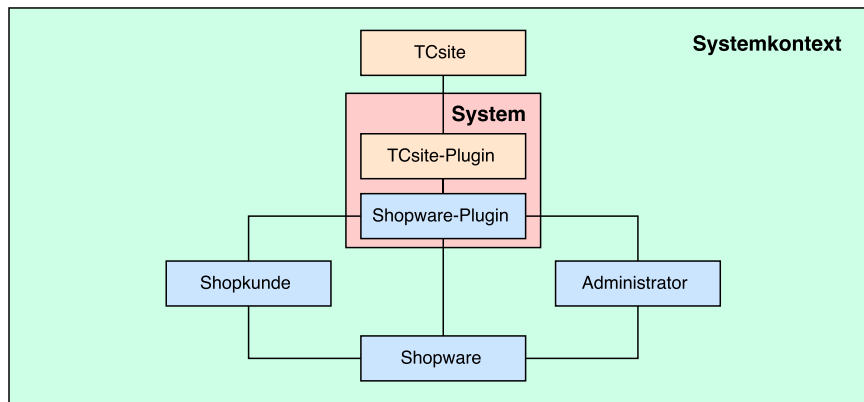 TCsite
Systemkontext
System
TCsite-Plugin
Shopware-Plugin
Shopkunde
Administrator
Shopware